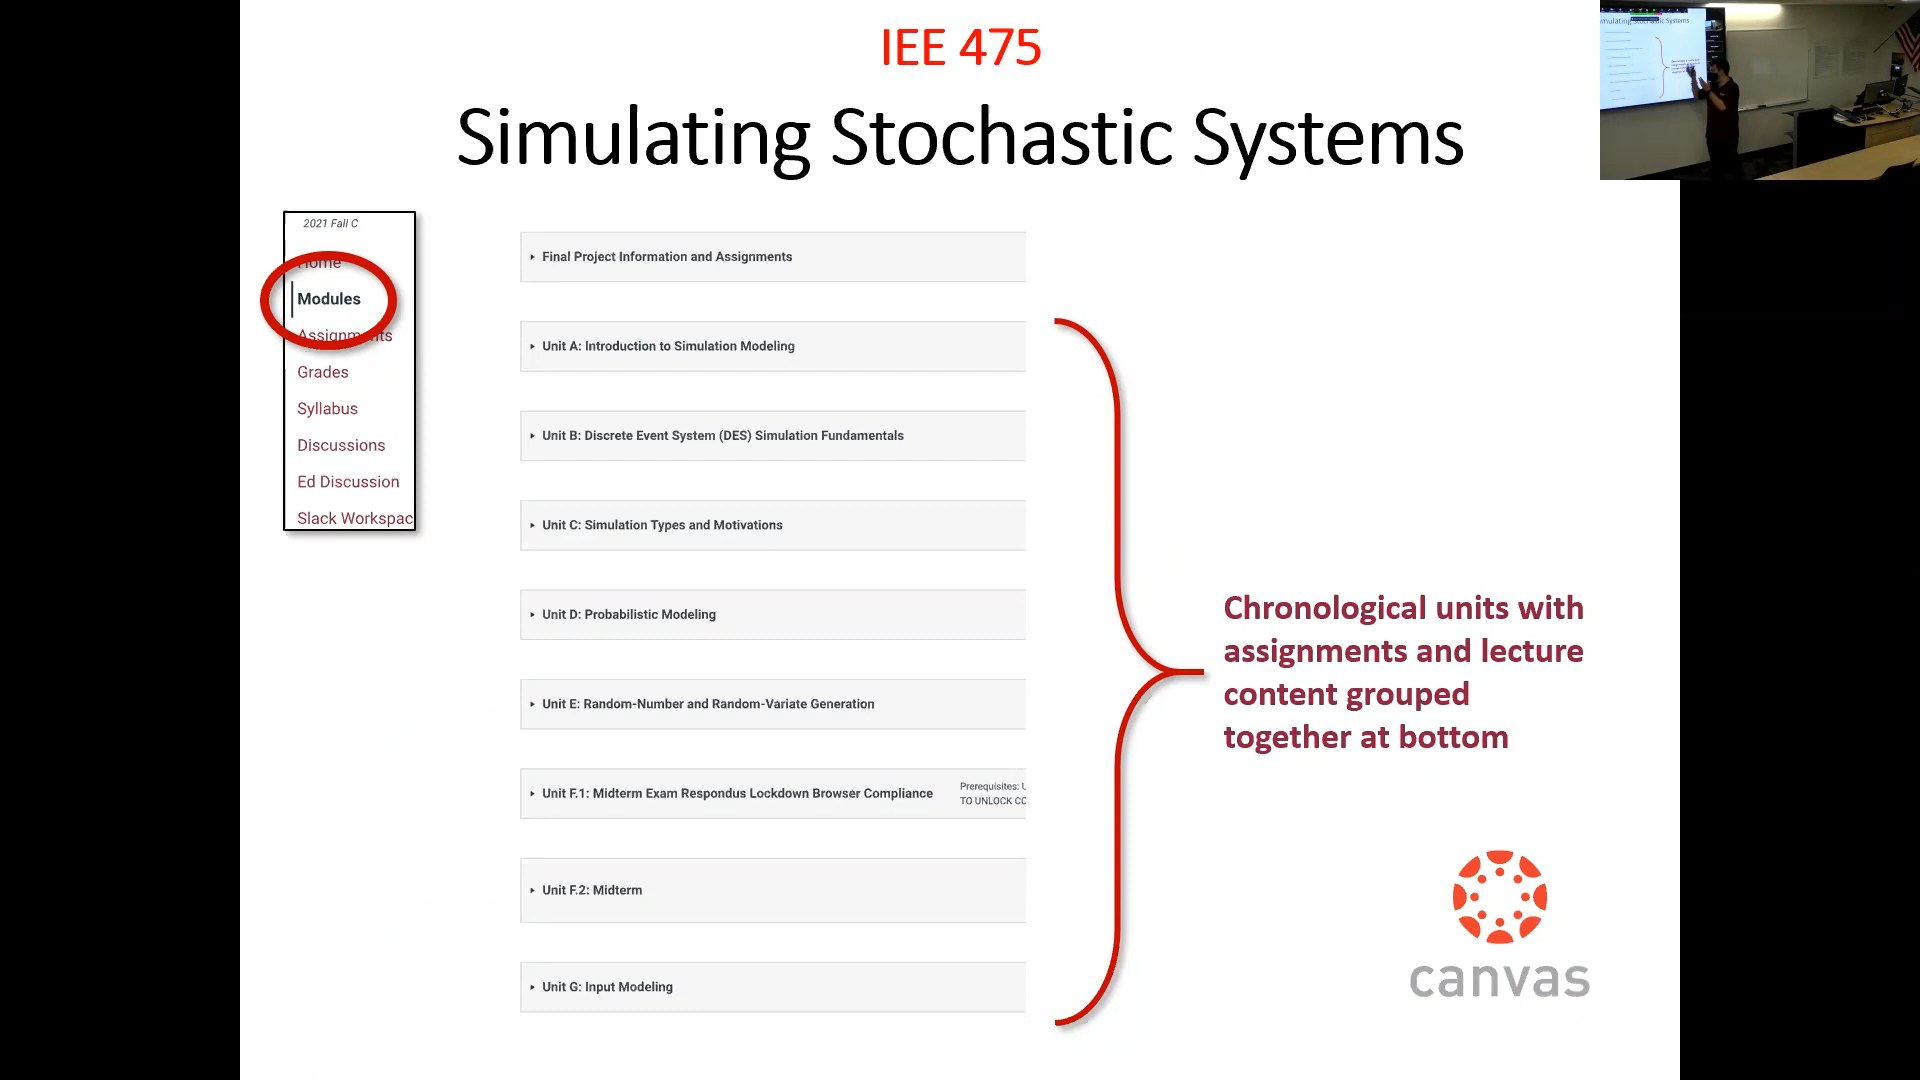 IEE 475
Simulating Stochastic Systems
2021 Fall C
Home
Modules
Assignments
Grades
Syllabus
Discussions
Ed Discussion
Slack Workspac
Final Project Information and Assignments
Unit A: Introduction to Simulation Modeling
Unit B: Discrete Event System (DES) Simulation Fundamentals
Unit C: Simulation Types and Motivations
Unit D: Probabilistic Modeling
Unit E: Random-Number and Random-Variate Generation
Unit F.1: Midterm Exam Respondus Lockdown Browser Compliance
Prerequisites: U
TO UNLOCK CO
Unit F.2: Midterm
Unit G: Input Modeling
Chronological units with
assignments and lecture
content grouped
together at bottom
canvas